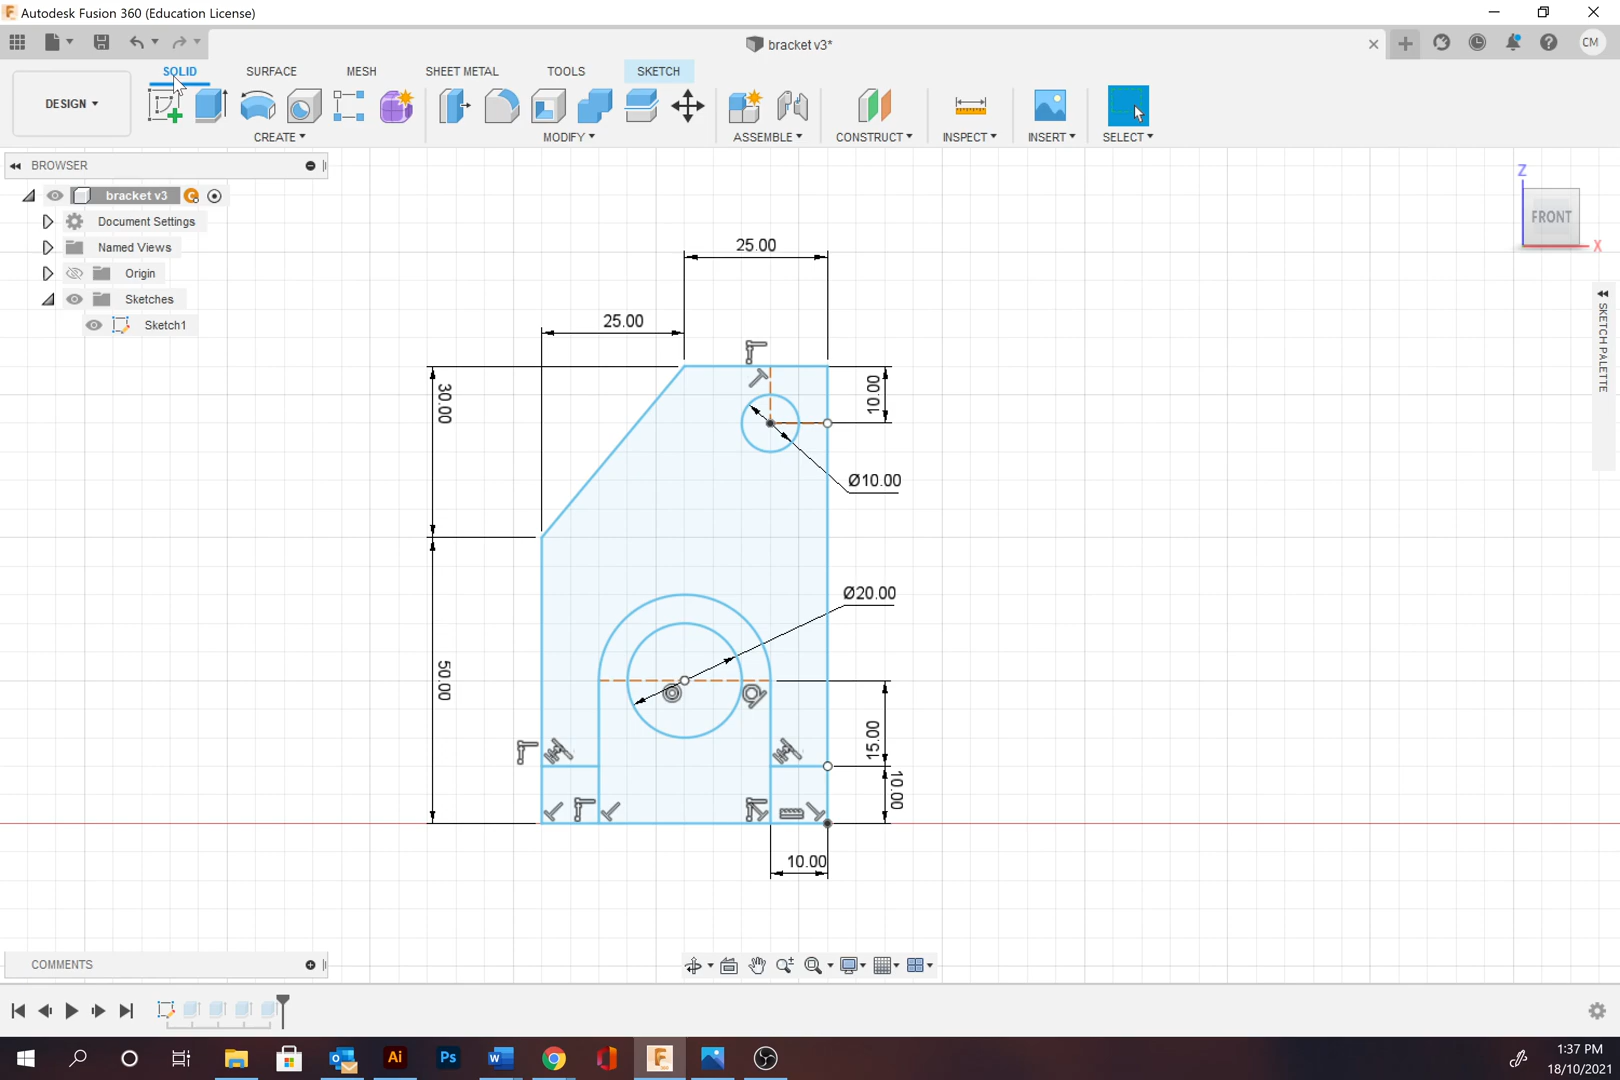 Autodesk Fusion 360 (Education License)
bracket v3*
CM
DESIGN
SOLID
SURFACE
MESH
SHEET METAL
TOOLS
SKETCH
CREATE
MODIFY
ASSEMBLE
CONSTRUCT
INSPECT
INSERT
SELECT
BROWSER
bracket v3
Document Settings
Named Views
Origin
Sketches
Sketch1
Z
FRONT
X
SKETCH PALETTE
25.00
25.00
30.00
10.00
Ø10.00
Ø20.00
50.00
15.00
10.00
10.00
COMMENTS
Ai
Ps
1:37 PM
18/10/2021